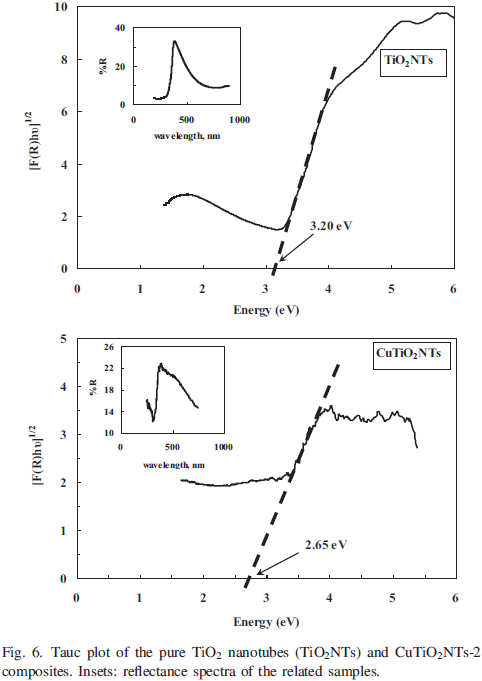 10
8
6
4
2
0
[F(R)hυ]^1/2
40
20
0
%R
0
500
1000
wavelength, nm
TiO2NTs
3.20 eV
0
1
2
3
4
5
6
Energy (eV)
5
4
3
2
1
0
[F(R)hυ]^1/2
26
22
18
14
10
%R
0
500
1000
wavelength, nm
CuTiO2NTs
2.65 eV
0
1
2
3
4
5
6
Energy (eV)
Fig. 6. Tauc plot of the pure TiO2 nanotubes (TiO2NTs) and CuTiO2NTs-2
composites. Insets: reflectance spectra of the related samples.